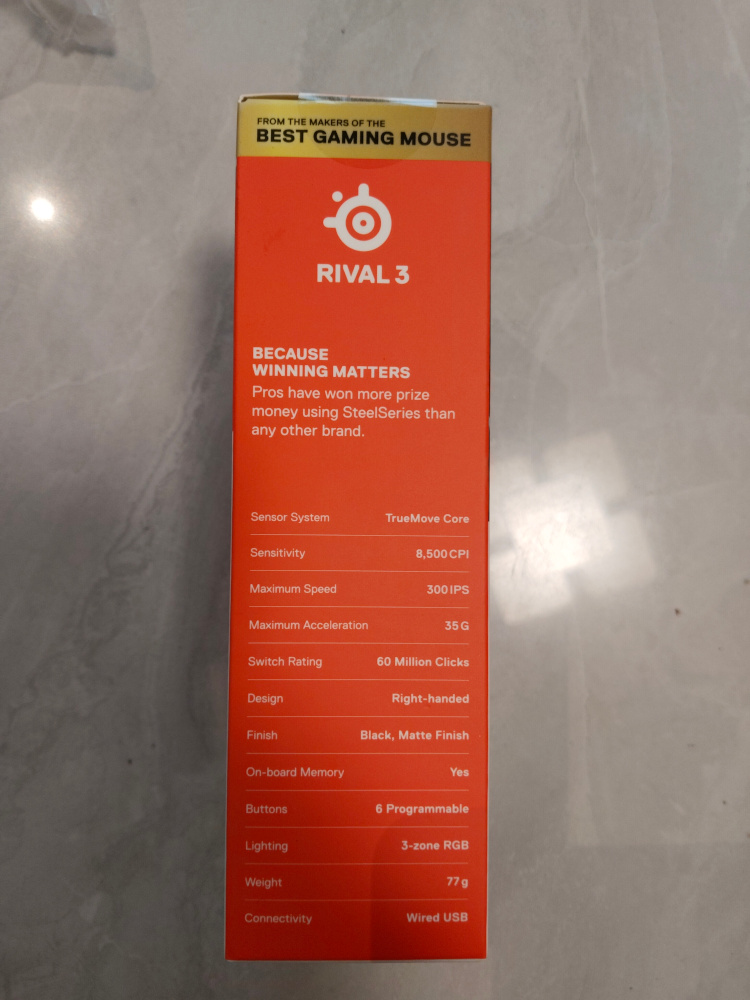 FROM THE MAKERS OF THE
BEST GAMING MOUSE
RIVAL 3
BECAUSE
WINNING MATTERS
Pros have won more prize
money using SteelSeries than
any other brand.
Sensor System TrueMove Core
Sensitivity 8,500 CPI
Maximum Speed 300 IPS
Maximum Acceleration 35 G
Switch Rating 60 Million Clicks
Design Right-handed
Finish Black, Matte Finish
On-board Memory Yes
Buttons 6 Programmable
Lighting 3-zone RGB
Weight 77 g
Connectivity Wired USB